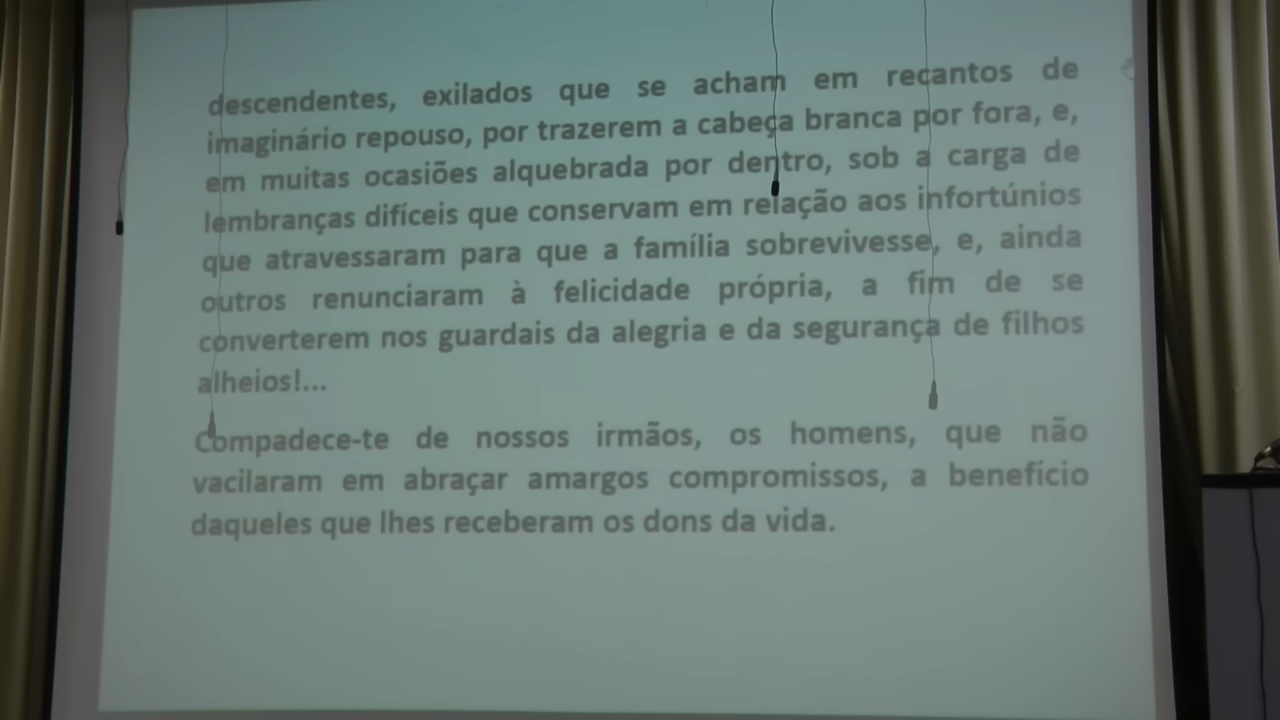 descendentes, exilados que se acham em recantos de
imaginário repouso, por trazerem a cabeça branca por fora, e,
em muitas ocasiões alquebrada por dentro, sob a carga de
lembranças difíceis que conservam em relação aos infortúnios
que atravessaram para que a família sobrevivesse, e, ainda
outros renunciaram à felicidade própria, a fim de se
converterem nos guardais da alegria e da segurança de filhos
alheios!...
Compadece-te de nossos irmãos, os homens, que não
vacilaram em abraçar amargos compromissos, a benefício
daqueles que lhes receberam os dons da vida.